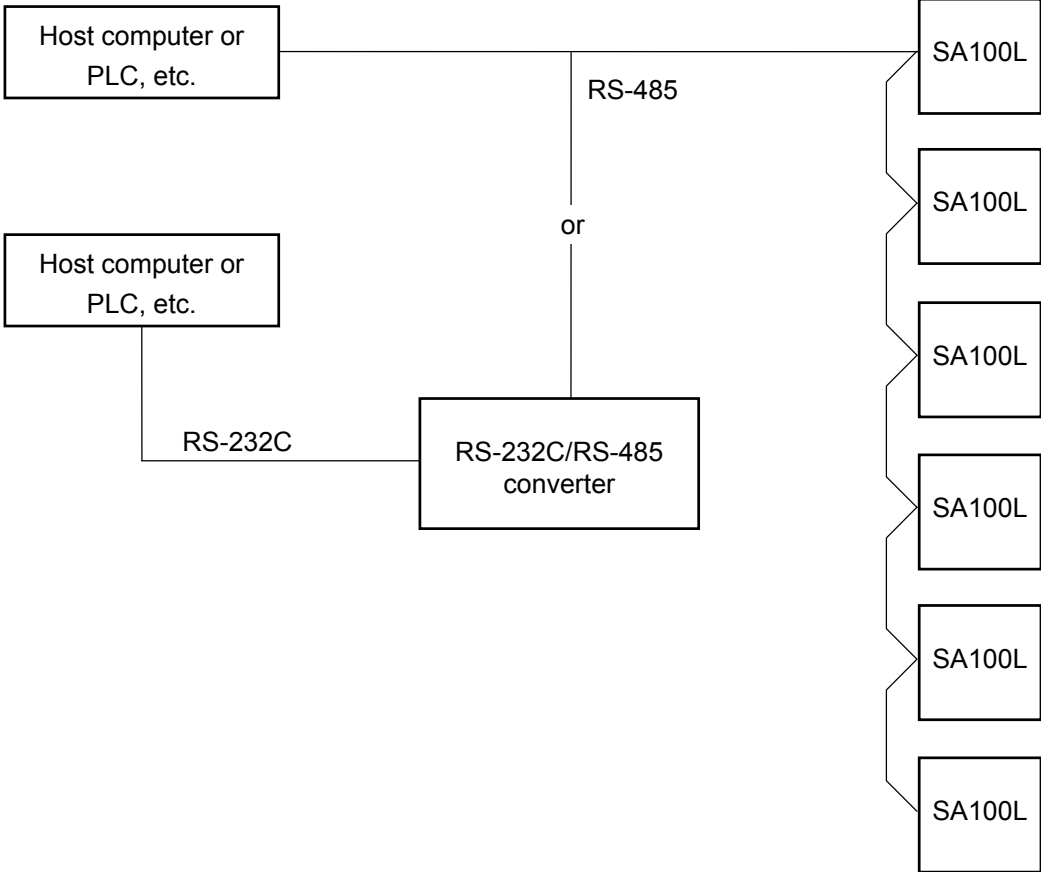 Host computer or
PLC, etc.
SA100L
RS-485
SA100L
or
Host computer or
PLC, etc.
SA100L
RS-232C
RS-232C/RS-485
converter
SA100L
SA100L
SA100L